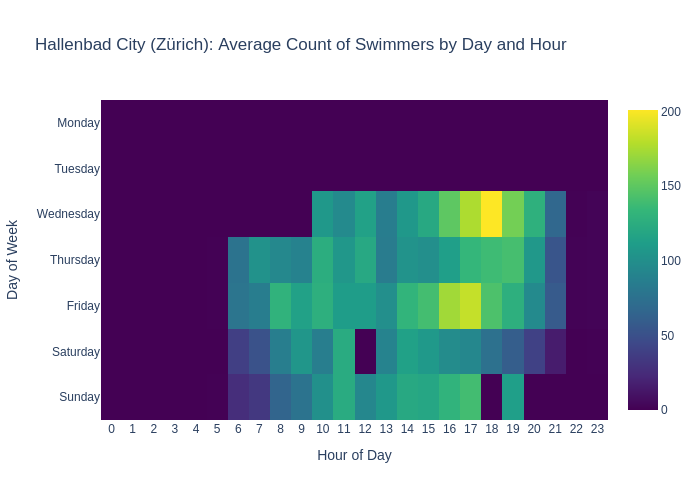 Hallenbad City (Zürich): Average Count of Swimmers by Day and Hour
Day of Week
Monday
Tuesday
Wednesday
Thursday
Friday
Saturday
Sunday
0 1 2 3 4 5 6 7 8 9 10 11 12 13 14 15 16 17 18 19 20 21 22 23
Hour of Day
200
150
100
50
0